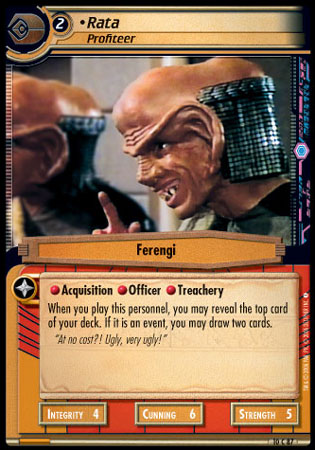 2 •Rata
Profiteer
Ferengi
Acquisition Officer Treachery
When you play this personnel, you may reveal the top card
of your deck. If it is an event, you may draw two cards.
"At no cost?! Ugly, very ugly!"
INTEGRITY 4 CUNNING 6 STRENGTH 5
10 C 87